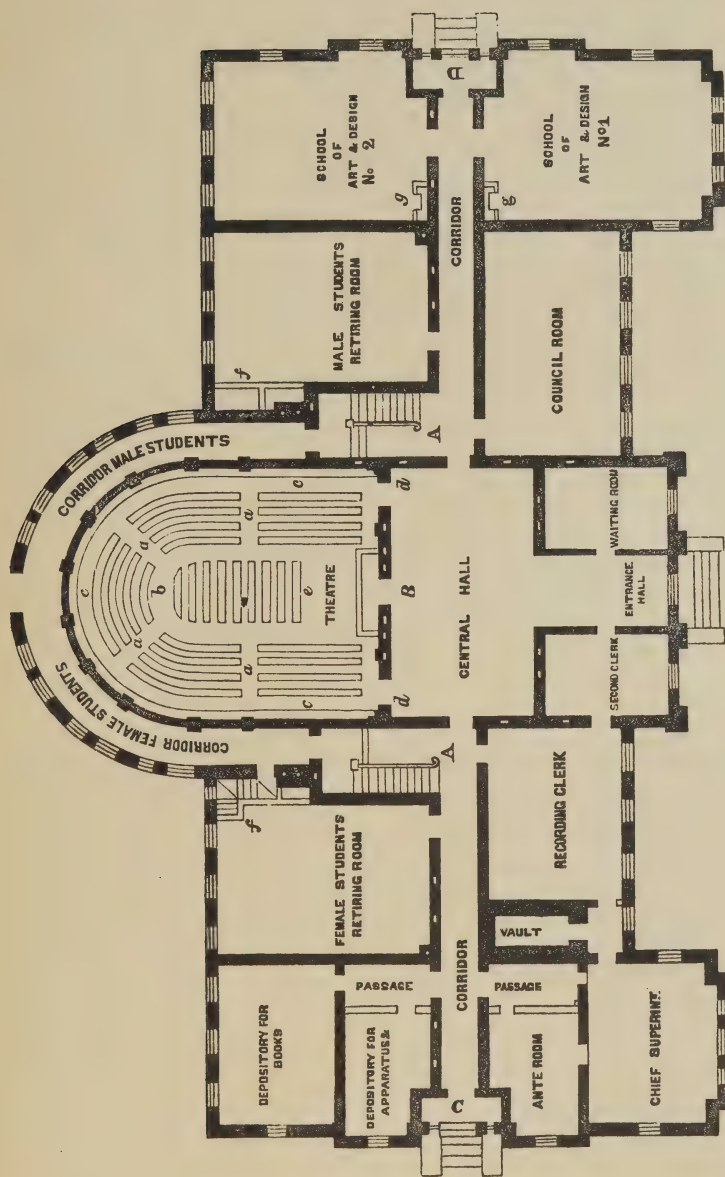 SCHOOL
OF
ART & DESIGN
No 2
g
MALE STUDENTS
RETIRING ROOM
f
CORRIDOR MALE STUDENTS
CORRIDOR FEMALE STUDENTS
c
a
a
b
a
a
c
c
e
THEATRE
d
d
B
CENTRAL HALL
A
A
CORRIDOR
g
SCHOOL
OF
ART & DESIGN
No 1
COUNCIL ROOM
WAITING ROOM
ENTRANCE
HALL
SECOND CLERK
RECORDING CLERK
f
FEMALE STUDENTS
RETIRING ROOM
CORRIDOR
VAULT
PASSAGE
PASSAGE
DEPOSITORY FOR
BOOKS
DEPOSITORY FOR
APPARATUS &
C
ANTE ROOM
CHIEF SUPERINT.